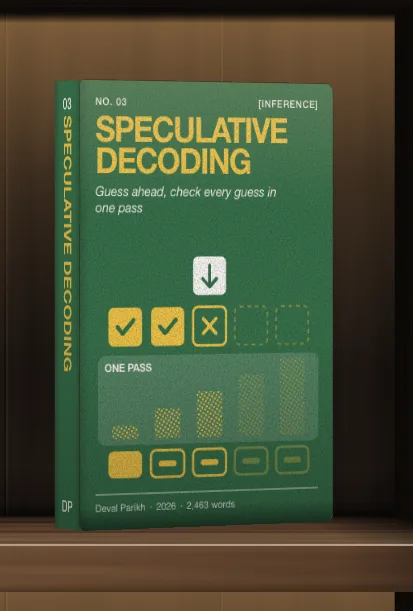 03 SPECULATIVE DECODING DP
NO. 03
[INFERENCE]
SPECULATIVE
DECODING
Guess ahead, check every guess in
one pass
ONE PASS
Deval Parikh · 2026 · 2,463 words